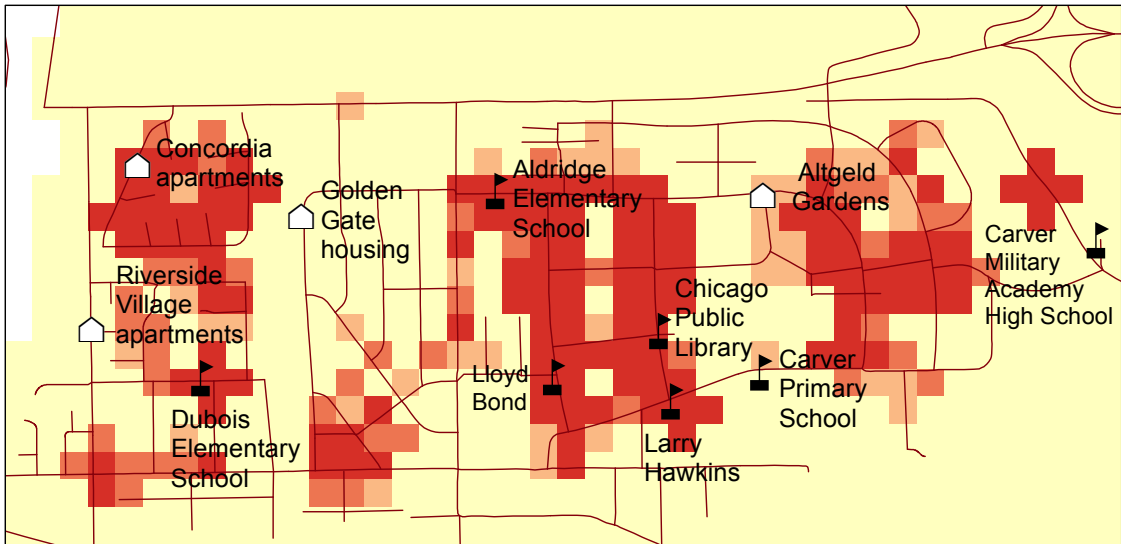 Concordia
apartments
Golden
Gate
housing
Aldridge
Elementary
School
Altgeld
Gardens
Carver
Military
Academy
High School
Riverside
Village
apartments
Chicago
Public
Library
Lloyd
Bond
Carver
Primary
School
Dubois
Elementary
School
Larry
Hawkins